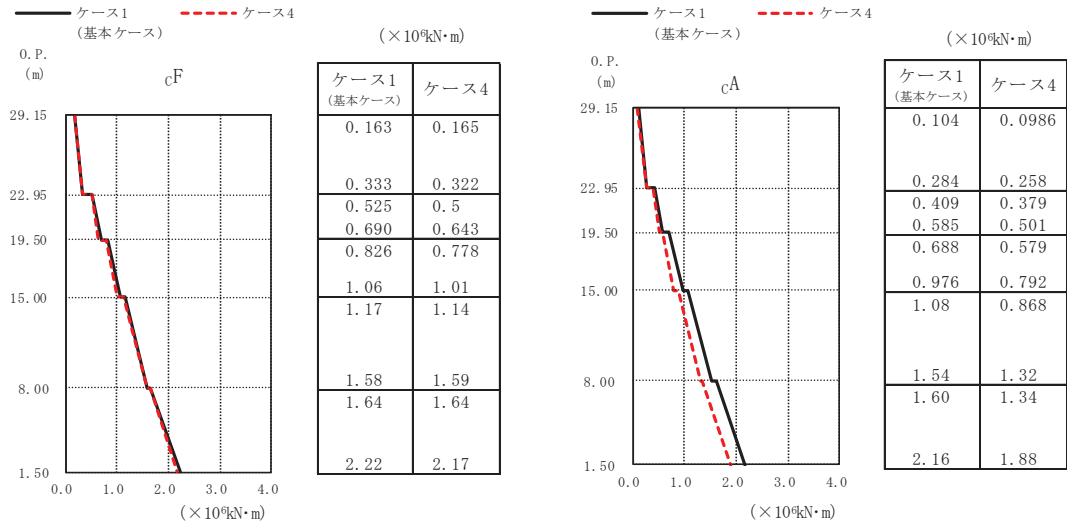 ケース1 ケース4
(基本ケース)
(×10⁶kN・m)
O.P.
(m)
cF
29.15
22.95
19.50
15.00
8.00
1.50
0.0 1.0 2.0 3.0 4.0
(×10⁶kN・m)
ケース1 ケース4
(基本ケース)
0.163 0.165
0.333 0.322
0.525 0.5
0.690 0.643
0.826 0.778
1.06 1.01
1.17 1.14
1.58 1.59
1.64 1.64
2.22 2.17
ケース1 ケース4
(基本ケース)
(×10⁶kN・m)
O.P.
(m)
cA
29.15
22.95
19.50
15.00
8.00
1.50
0.0 1.0 2.0 3.0 4.0
(×10⁶kN・m)
ケース1 ケース4
(基本ケース)
0.104 0.0986
0.284 0.258
0.409 0.379
0.585 0.501
0.688 0.579
0.976 0.792
1.08 0.868
1.54 1.32
1.60 1.34
2.16 1.88